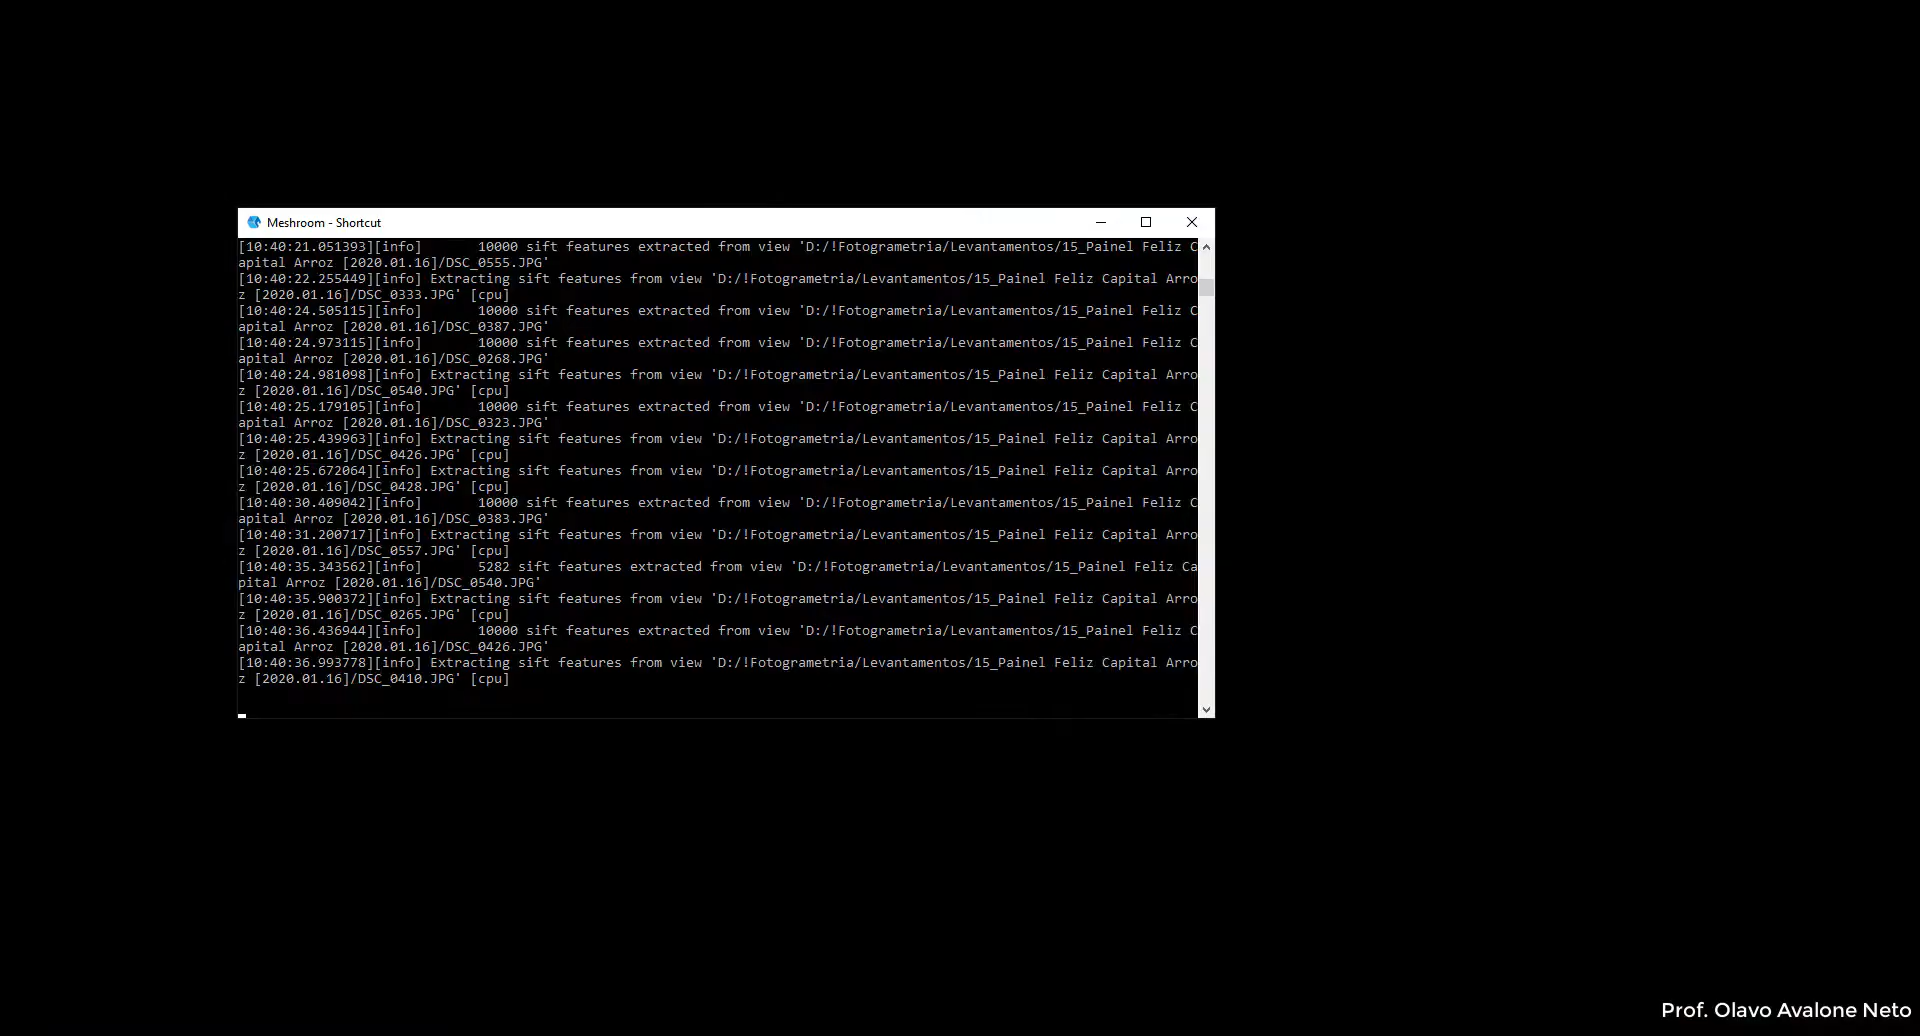 Meshroom - Shortcut
[10:40:21.051393][info]       10000 sift features extracted from view 'D:/!Fotogrametria/Levantamentos/15_Painel Feliz C
apital Arroz [2020.01.16]/DSC_0555.JPG'
[10:40:22.255449][info] Extracting sift features from view 'D:/!Fotogrametria/Levantamentos/15_Painel Feliz Capital Arro
z [2020.01.16]/DSC_0333.JPG' [cpu]
[10:40:24.505115][info]       10000 sift features extracted from view 'D:/!Fotogrametria/Levantamentos/15_Painel Feliz C
apital Arroz [2020.01.16]/DSC_0387.JPG'
[10:40:24.973115][info]       10000 sift features extracted from view 'D:/!Fotogrametria/Levantamentos/15_Painel Feliz C
apital Arroz [2020.01.16]/DSC_0268.JPG'
[10:40:24.981098][info] Extracting sift features from view 'D:/!Fotogrametria/Levantamentos/15_Painel Feliz Capital Arro
z [2020.01.16]/DSC_0540.JPG' [cpu]
[10:40:25.179105][info]       10000 sift features extracted from view 'D:/!Fotogrametria/Levantamentos/15_Painel Feliz C
apital Arroz [2020.01.16]/DSC_0323.JPG'
[10:40:25.439963][info] Extracting sift features from view 'D:/!Fotogrametria/Levantamentos/15_Painel Feliz Capital Arro
z [2020.01.16]/DSC_0426.JPG' [cpu]
[10:40:25.672064][info] Extracting sift features from view 'D:/!Fotogrametria/Levantamentos/15_Painel Feliz Capital Arro
z [2020.01.16]/DSC_0428.JPG' [cpu]
[10:40:30.409042][info]       10000 sift features extracted from view 'D:/!Fotogrametria/Levantamentos/15_Painel Feliz C
apital Arroz [2020.01.16]/DSC_0383.JPG'
[10:40:31.200717][info] Extracting sift features from view 'D:/!Fotogrametria/Levantamentos/15_Painel Feliz Capital Arro
z [2020.01.16]/DSC_0557.JPG' [cpu]
[10:40:35.343562][info]       5282 sift features extracted from view 'D:/!Fotogrametria/Levantamentos/15_Painel Feliz Ca
pital Arroz [2020.01.16]/DSC_0540.JPG'
[10:40:35.900372][info] Extracting sift features from view 'D:/!Fotogrametria/Levantamentos/15_Painel Feliz Capital Arro
z [2020.01.16]/DSC_0265.JPG' [cpu]
[10:40:36.436944][info]       10000 sift features extracted from view 'D:/!Fotogrametria/Levantamentos/15_Painel Feliz C
apital Arroz [2020.01.16]/DSC_0426.JPG'
[10:40:36.993778][info] Extracting sift features from view 'D:/!Fotogrametria/Levantamentos/15_Painel Feliz Capital Arro
z [2020.01.16]/DSC_0410.JPG' [cpu]
Prof. Olavo Avalone Neto